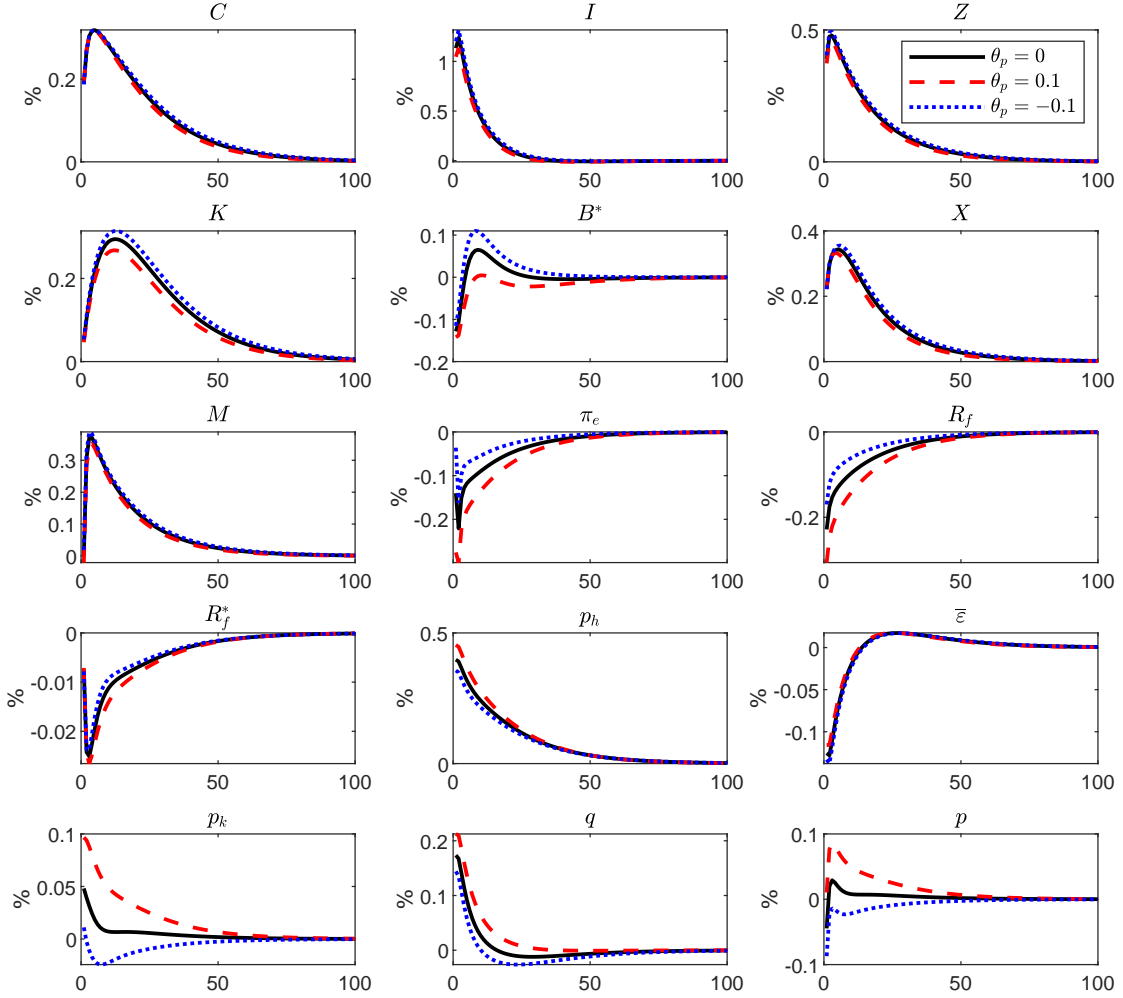 C I Z
% 0.2 0 0 50 100
% 1 0.5 0 0 50 100
% 0.5 0 0 50 100
θ_p = 0
θ_p = 0.1
θ_p = −0.1
K B* X
% 0.2 0 0 50 100
% 0.1 0 -0.1 -0.2 0 50 100
% 0.4 0.2 0 0 50 100
M π_e R_f
% 0.3 0.2 0.1 0 0 50 100
% 0 -0.1 -0.2 0 50 100
% 0 -0.2 0 50 100
R_f* p_h ε̅
% 0 -0.01 -0.02 0 50 100
% 0.5 0 0 50 100
% 0 -0.05 -0.1 0 50 100
p_k q p
% 0.1 0.05 0 0 50 100
% 0.2 0.1 0 0 50 100
% 0.1 0 -0.1 0 50 100